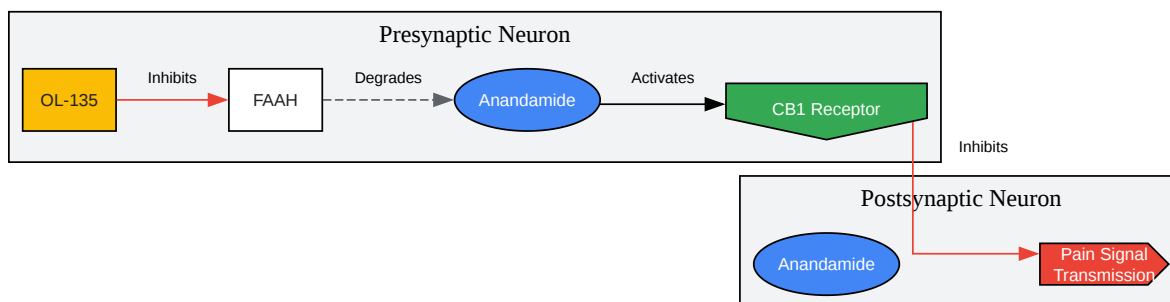 Presynaptic Neuron
OL-135
Inhibits
FAAH
Degrades
Anandamide
Activates
CB1 Receptor
Inhibits
Postsynaptic Neuron
Anandamide
Pain Signal
Transmission